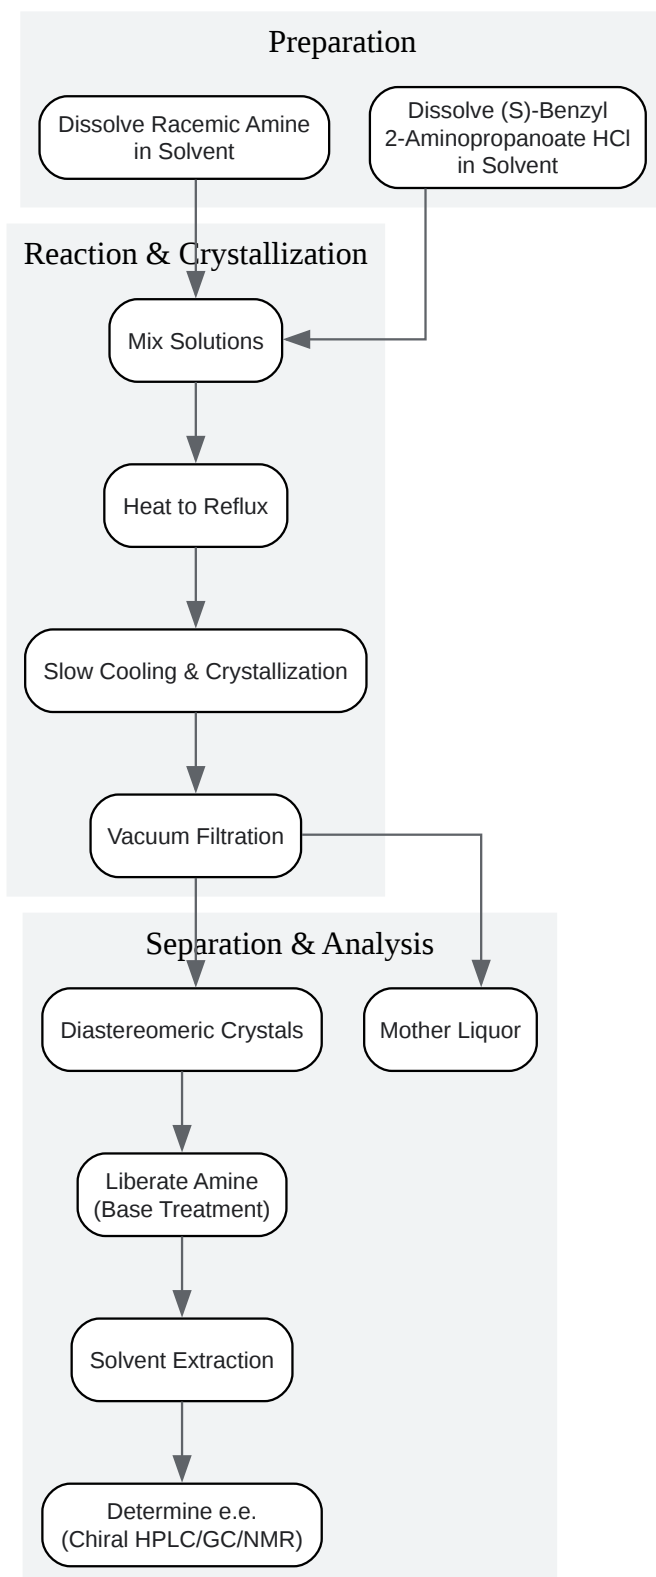 Preparation
Dissolve Racemic Amine
in Solvent
Dissolve (S)-Benzyl
2-Aminopropanoate HCl
in Solvent
Reaction & Crystallization
Mix Solutions
Heat to Reflux
Slow Cooling & Crystallization
Vacuum Filtration
Separation & Analysis
Diastereomeric Crystals
Mother Liquor
Liberate Amine
(Base Treatment)
Solvent Extraction
Determine e.e.
(Chiral HPLC/GC/NMR)